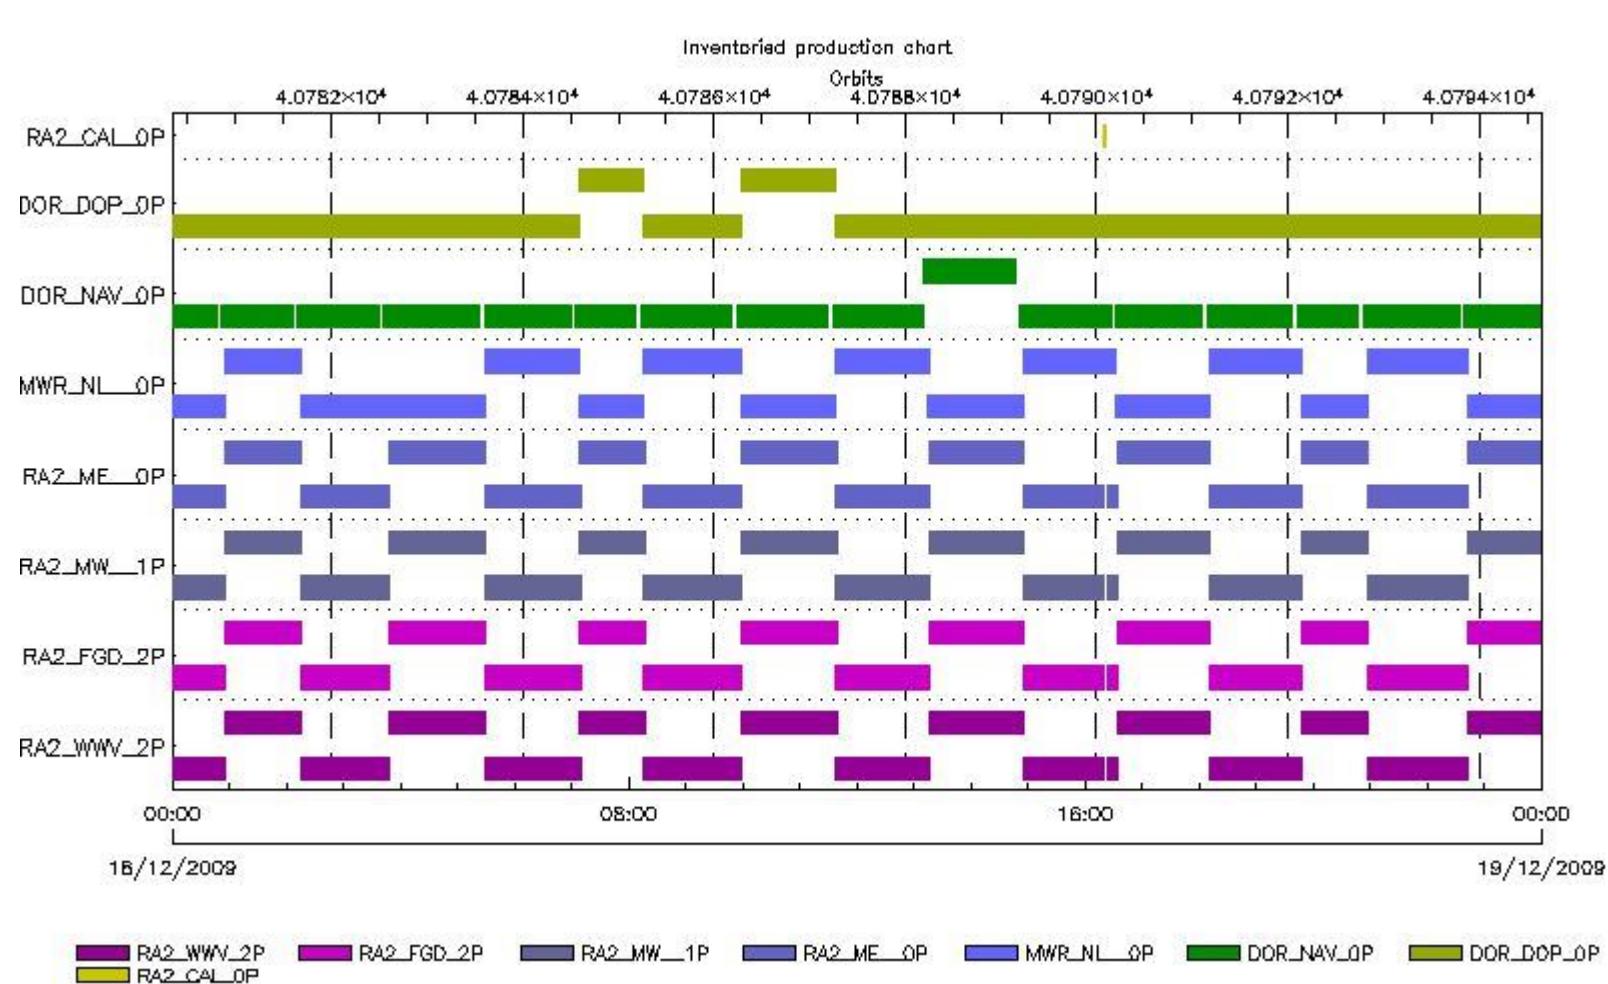 Inventoried production chart
Orbits
4.0782×10⁴ 4.0784×10⁴ 4.0786×10⁴ 4.0788×10⁴ 4.0790×10⁴ 4.0792×10⁴ 4.0794×10⁴
RA2_CAL_0P
DOR_DOP_0P
DOR_NAV_0P
MWR_NL__0P
RA2_ME__0P
RA2_MW__1P
RA2_FGD_2P
RA2_WWV_2P
00:00 08:00 16:00 00:00
18/12/2009 19/12/2009
RA2_WWV_2P RA2_FGD_2P RA2_MW__1P RA2_ME__0P MWR_NL__0P DOR_NAV_0P DOR_DOP_0P
RA2_CAL_0P